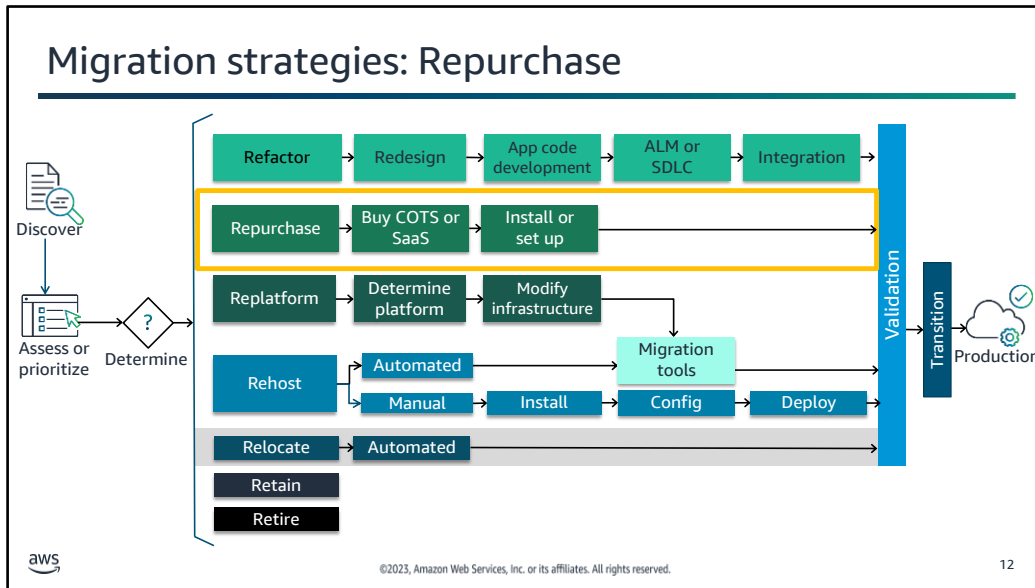 Migration strategies: Repurchase
Discover
Assess or
prioritize
?
Determine
Refactor
Redesign
App code
development
ALM or
SDLC
Integration
Repurchase
Buy COTS or
SaaS
Install or
set up
Replatform
Determine
platform
Modify
infrastructure
Migration
tools
Rehost
Automated
Manual
Install
Config
Deploy
Relocate
Automated
Retain
Retire
Validation
Transition
Production
aws
©2023, Amazon Web Services, Inc. or its affiliates. All rights reserved.
12